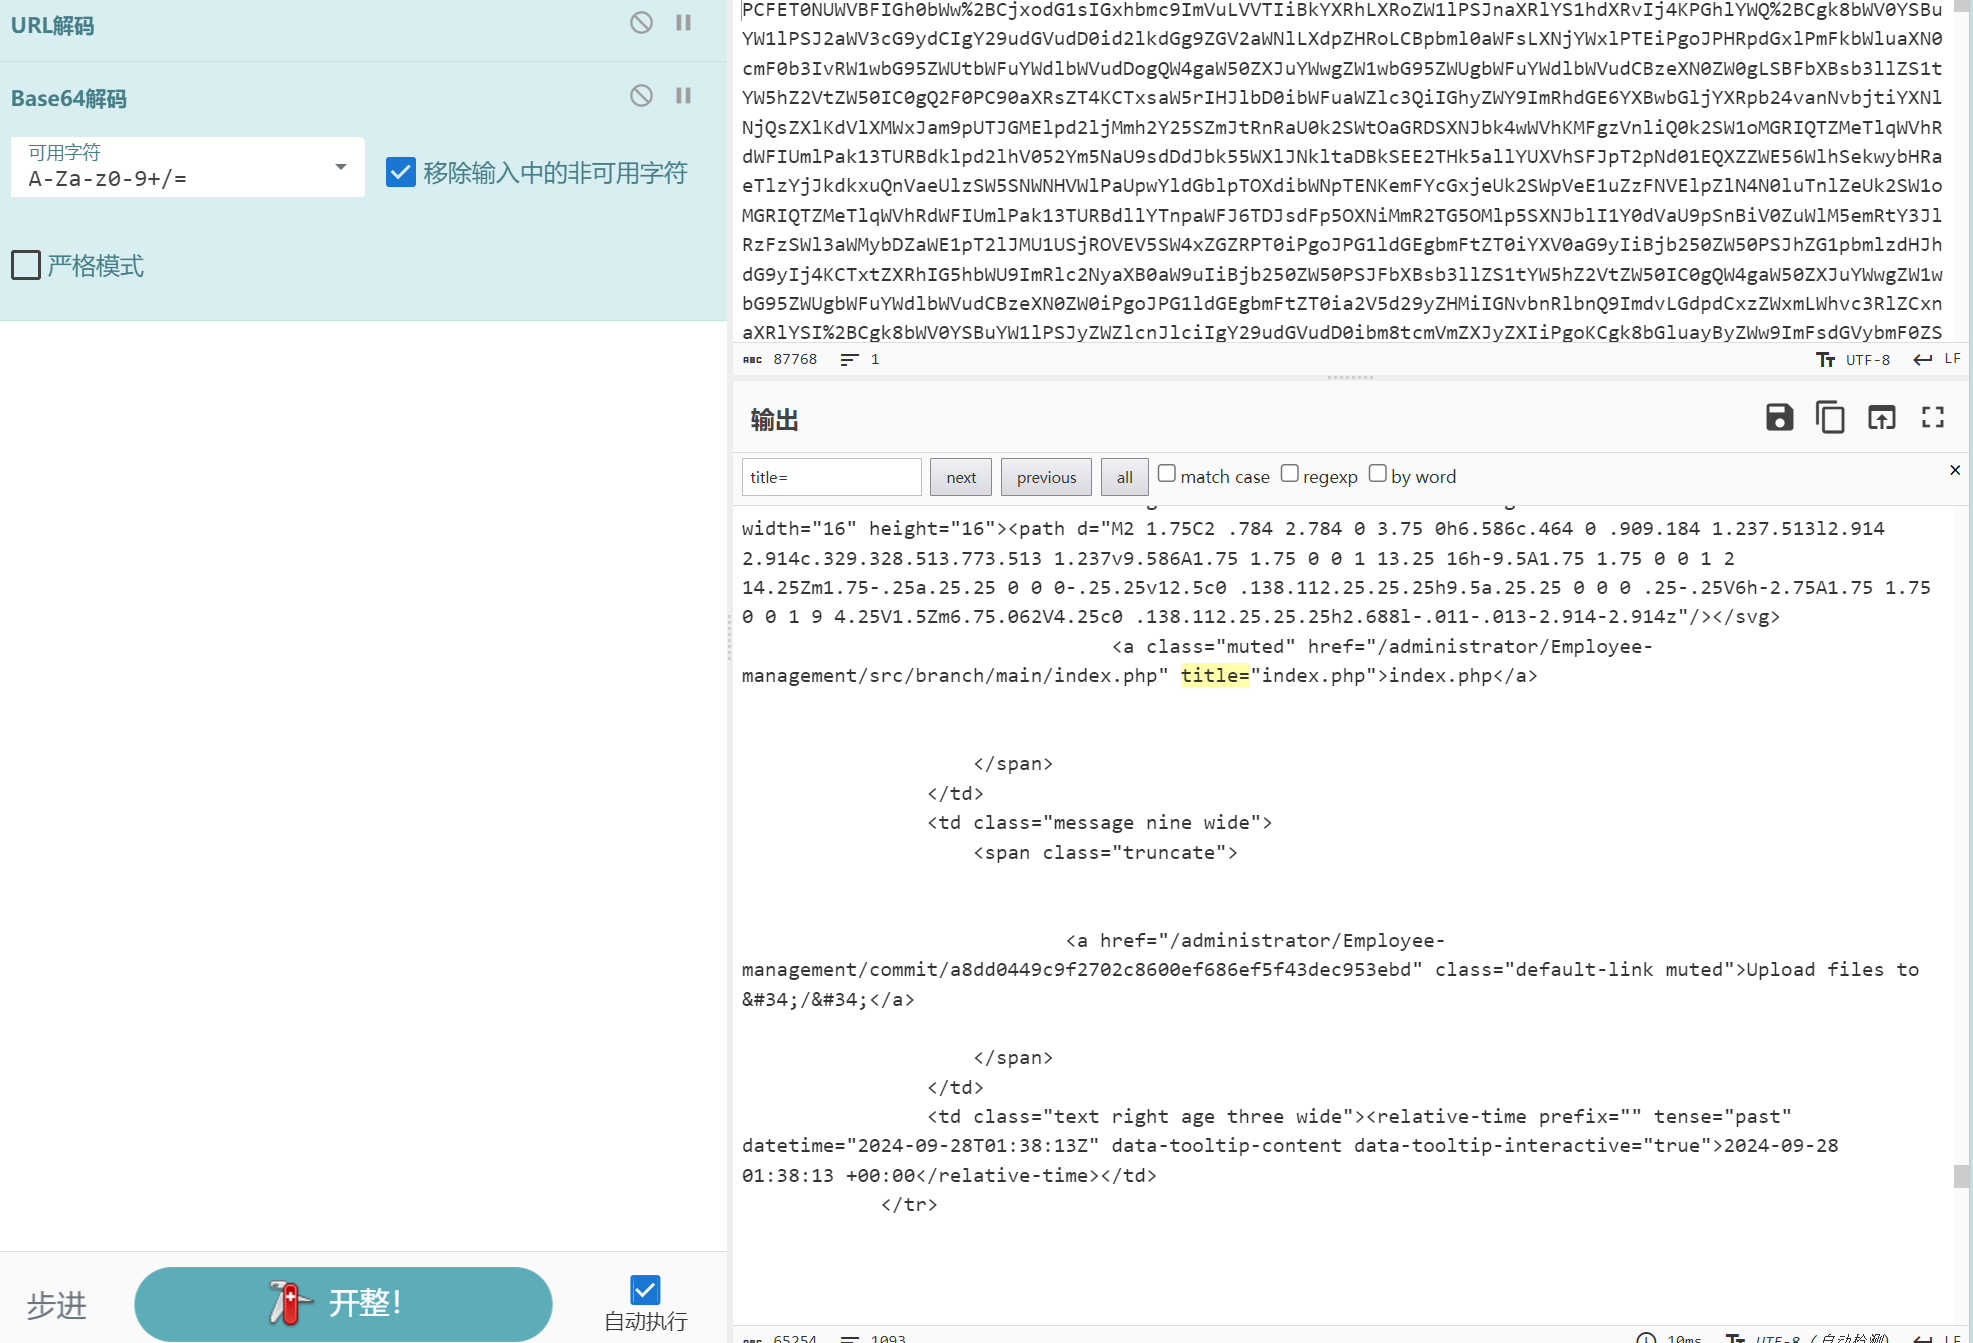 URL解码
Base64解码
可用字符
A-Za-z0-9+/=
移除输入中的非可用字符
严格模式
步进
开整!
自动执行
PCFET0NUWVBFIGh0bWw%2BCjxodG1sIGxhbmc9ImVuLVVTIiBkYXRhLXRoZW1lPSJnaXRlYS1hdXRvIj4KPGhlYWQ%2BCgk8bWV0YSBu
YW1lPSJ2aWV3cG9ydCIgY29udGVudD0id2lkdGg9ZGV2aWNlLXdpZHRoLCBpbml0aWFsLXNjYWxlPTEiPgoJPHRpdGxlPmFkbWluaXN0
cmF0b3IvRW1wbG95ZWUtbWFuYWdlbWVudDogQW4gaW50ZXJuYWwgZW1wbG95ZWUgbWFuYWdlbWVudCBzeXN0ZW0gLSBFbXBsb3llZS1t
YW5hZ2VtZW50IC0gQ2F0PC90aXRsZT4KCTxsaW5rIHJlbD0ibWFuaWZlc3QiIGhyZWY9ImRhdGE6YXBwbGljYXRpb24vanNvbjtiYXNl
dG9yIj4KCTxtZXRhIG5hbWU9ImRlc2NyaXB0aW9uIiBjb250ZW50PSJFbXBsb3llZS1tYW5hZ2VtZW50IC0gQW4gaW50ZXJuYWwgZW1w
bG95ZWUgbWFuYWdlbWVudCBzeXN0ZW0iPgoJPG1ldGEgbmFtZT0ia2V5d29yZHMiIGNvbnRlbnQ9ImdvLGdpdCxzZWxmLWhvc3RlZCxn
aXRlYSI%2BCgk8bWV0YSBuYW1lPSJyZWZlcnJlciIgY29udGVudD0ibm8tcmVmZXJyZXIiPgoKCgk8bGluayByZWw9ImFsdGVybmF0ZS
ABC 87768 1
TT UTF-8 LF
输出
title= next previous all match case regexp by word ×
width="16" height="16"><path d="M2 1.75C2 .784 2.784 0 3.75 0h6.586c.464 0 .909.184 1.237.513l2.914
2.914c.329.328.513.773.513 1.237v9.586A1.75 1.75 0 0 1 13.25 16h-9.5A1.75 1.75 0 0 1 2
14.25Zm1.75-.25a.25.25 0 0 0-.25.25v12.5c0 .138.112.25.25.25h9.5a.25.25 0 0 0 .25-.25V6h-2.75A1.75 1.75
0 0 1 9 4.25V1.5Zm6.75.062V4.25c0 .138.112.25.25.25h2.688l-.011-.013-2.914-2.914z"/></svg>
<a class="muted" href="/administrator/Employee-
management/src/branch/main/index.php" title="index.php">index.php</a>
</span>
</td>
<td class="message nine wide">
<span class="truncate">
<a href="/administrator/Employee-
management/commit/a8dd0449c9f2702c8600ef686ef5f43dec953ebd" class="default-link muted">Upload files to
&#34;/&#34;</a>
</span>
</td>
<td class="text right age three wide"><relative-time prefix="" tense="past"
datetime="2024-09-28T01:38:13Z" data-tooltip-content data-tooltip-interactive="true">2024-09-28
01:38:13 +00:00</relative-time></td>
</tr>
ABC 65254 1093
10ms TT UTF-8 (自动检测) LF